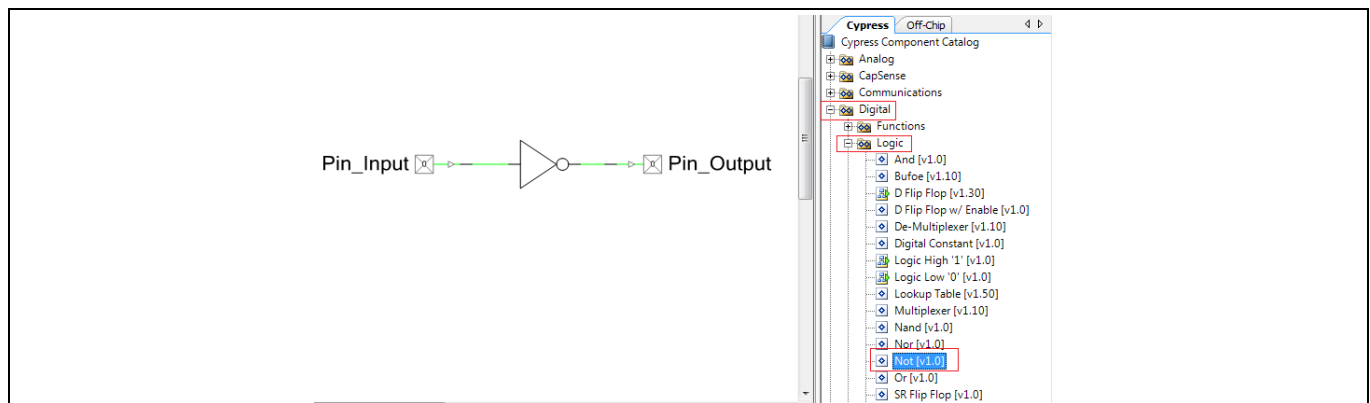 Pin_Input
Pin_Output
Cypress Off-Chip
Cypress Component Catalog
Analog
CapSense
Communications
Digital
Functions
Logic
And [v1.0]
Bufoe [v1.10]
D Flip Flop [v1.30]
D Flip Flop w/ Enable [v1.0]
De-Multiplexer [v1.10]
Digital Constant [v1.0]
Logic High '1' [v1.0]
Logic Low '0' [v1.0]
Lookup Table [v1.50]
Multiplexer [v1.10]
Nand [v1.0]
Nor [v1.0]
Not [v1.0]
Or [v1.0]
SR Flip Flop [v1.0]